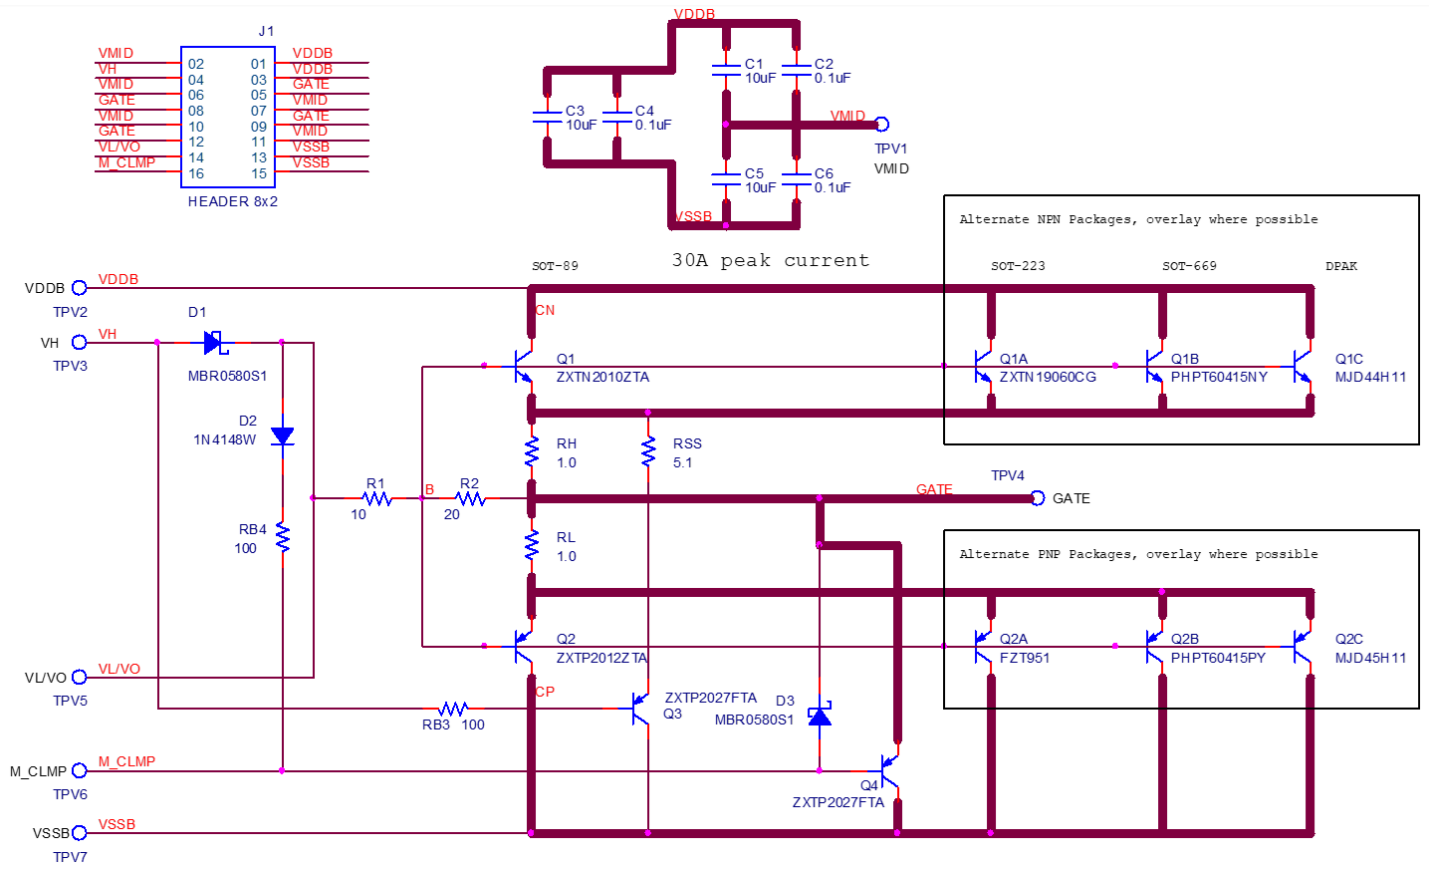 J1
VMID 02 01 VDDB
VH 04 03 VDDB
VMID 06 05 GATE
GATE 08 07 VMID
VMID 10 09 GATE
GATE 12 11 VMID
VL/VO 14 13 VSSB
M_CLMP 16 15 VSSB
HEADER 8x2
VDDB
C1
10uF
C2
0.1uF
C3
10uF
C4
0.1uF
VMID
TPV1
VMID
C5
10uF
C6
0.1uF
VSSB
30A peak current
Alternate NPN Packages, overlay where possible
SOT-89
SOT-223
SOT-669
DPAK
VDDB
VDDB
TPV2
CN
D1
MBR0580S1
VH
VH
TPV3
Q1
ZXTN2010ZTA
Q1A
ZXTN19060CG
Q1B
PHPT60415NY
Q1C
MJD44H11
D2
1N4148W
RH
1.0
RSS
5.1
R1
10
B
R2
20
GATE
TPV4
GATE
RB4
100
RL
1.0
Alternate PNP Packages, overlay where possible
Q2
ZXTP2012ZTA
Q2A
FZT951
Q2B
PHPT60415PY
Q2C
MJD45H11
VL/VO
VL/VO
TPV5
CP
RB3 100
ZXTP2027FTA
Q3
D3
MBR0580S1
M_CLMP
M_CLMP
TPV6
Q4
ZXTP2027FTA
VSSB
VSSB
TPV7